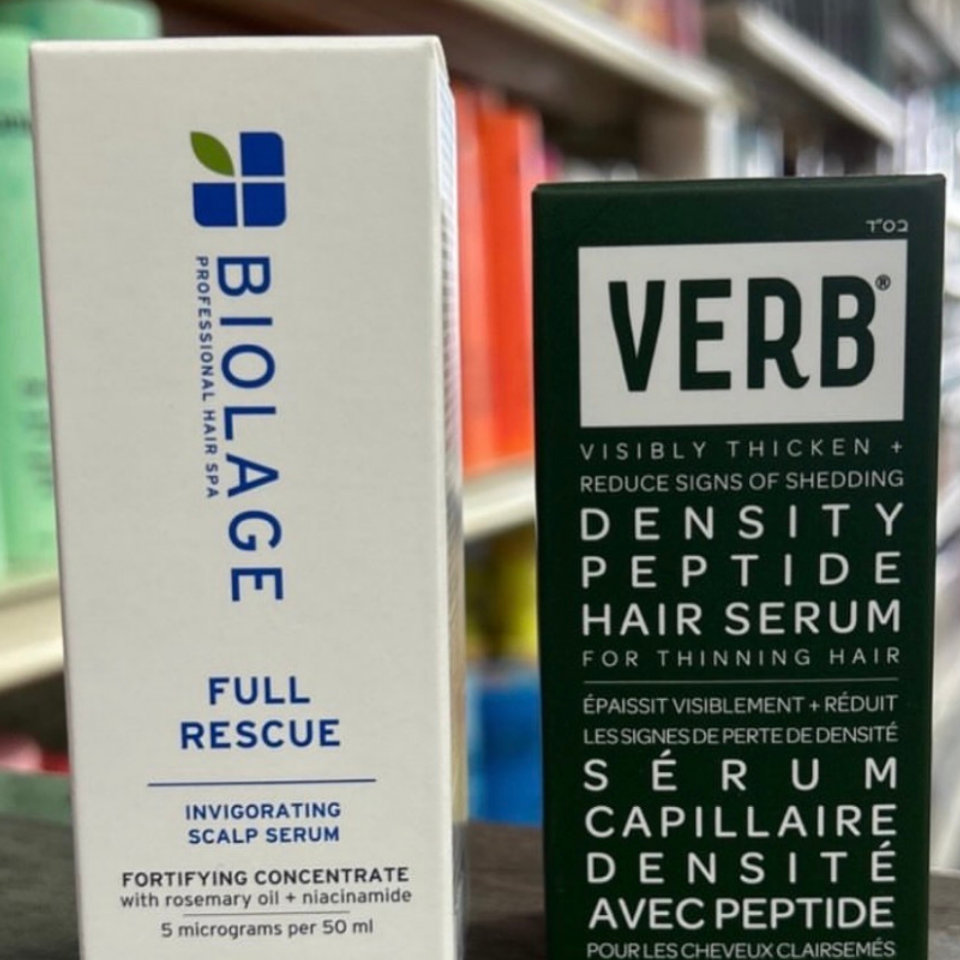 BIOLAGE
PROFESSIONAL HAIR SPA
FULL
RESCUE
INVIGORATING
SCALP SERUM
FORTIFYING CONCENTRATE
with rosemary oil + niacinamide
5 micrograms per 50 ml
בס״ד
VERB®
VISIBLY THICKEN +
REDUCE SIGNS OF SHEDDING
DENSITY
PEPTIDE
HAIR SERUM
FOR THINNING HAIR
ÉPAISSIT VISIBLEMENT + RÉDUIT
LES SIGNES DE PERTE DE DENSITÉ
SÉRUM
CAPILLAIRE
DENSITÉ
AVEC PEPTIDE
POUR LES CHEVEUX CLAIRSEMÉS